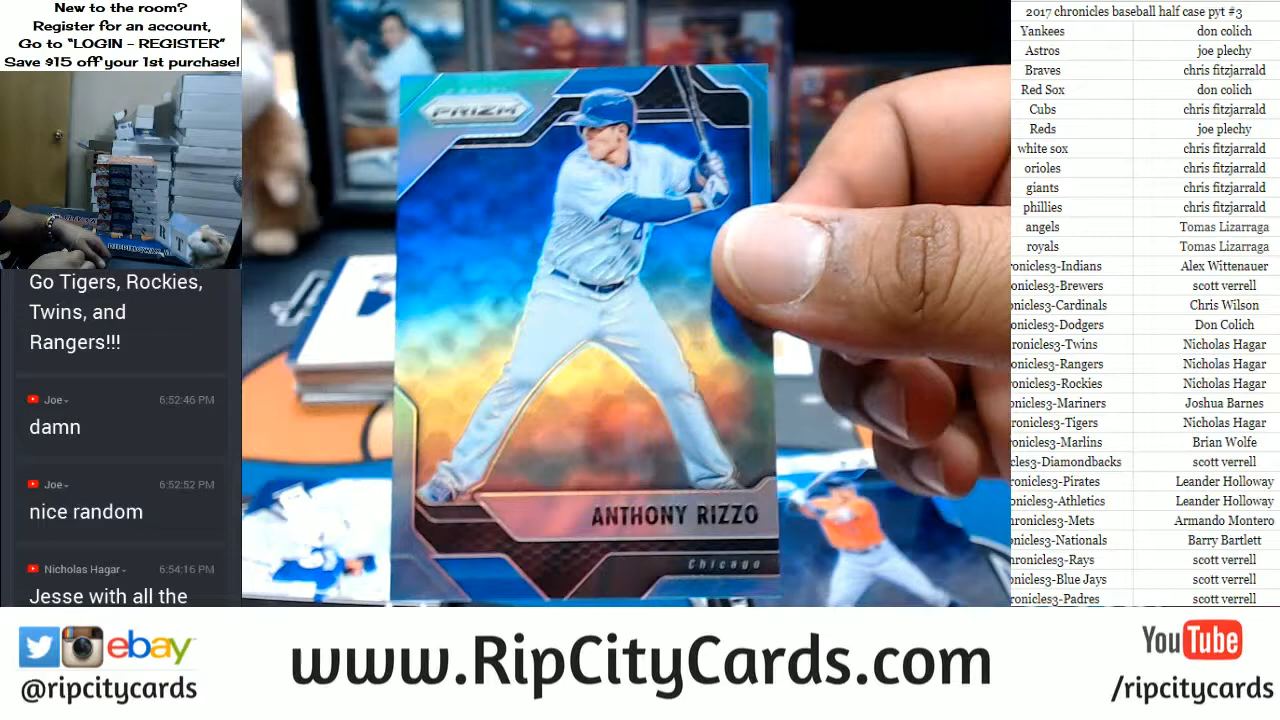 New to the room?
Register for an account,
Go to "LOGIN - REGISTER"
Save $15 off your 1st purchase!
Go Tigers, Rockies,
Twins, and
Rangers!!!
Joe
6:52:46 PM
damn
Joe
6:52:52 PM
nice random
Nicholas Hagar
6:54:16 PM
Jesse with all the
PRIZM
ANTHONY RIZZO
Chicago
2017 chronicles baseball half case pyt #3
Yankees don colich
Astros joe plechy
Braves chris fitzjarrald
Red Sox don colich
Cubs chris fitzjarrald
Reds joe plechy
white sox chris fitzjarrald
orioles chris fitzjarrald
giants chris fitzjarrald
phillies chris fitzjarrald
angels Tomas Lizarraga
royals Tomas Lizarraga
ronicles3-Indians Alex Wittenauer
onicles3-Brewers scott verrell
onicles3-Cardinals Chris Wilson
onicles3-Dodgers Don Colich
ronicles3-Twins Nicholas Hagar
onicles3-Rangers Nicholas Hagar
onicles3-Rockies Nicholas Hagar
nicles3-Mariners Joshua Barnes
ronicles3-Tigers Nicholas Hagar
onicles3-Marlins Brian Wolfe
cles3-Diamondbacks scott verrell
onicles3-Pirates Leander Holloway
nicles3-Athletics Leander Holloway
hronicles3-Mets Armando Montero
nicles3-Nationals Barry Bartlett
ronicles3-Rays scott verrell
nicles3-Blue Jays scott verrell
ronicles3-Padres scott verrell
ebay
@ripcitycards
www.RipCityCards.com
YouTube
/ripcitycards